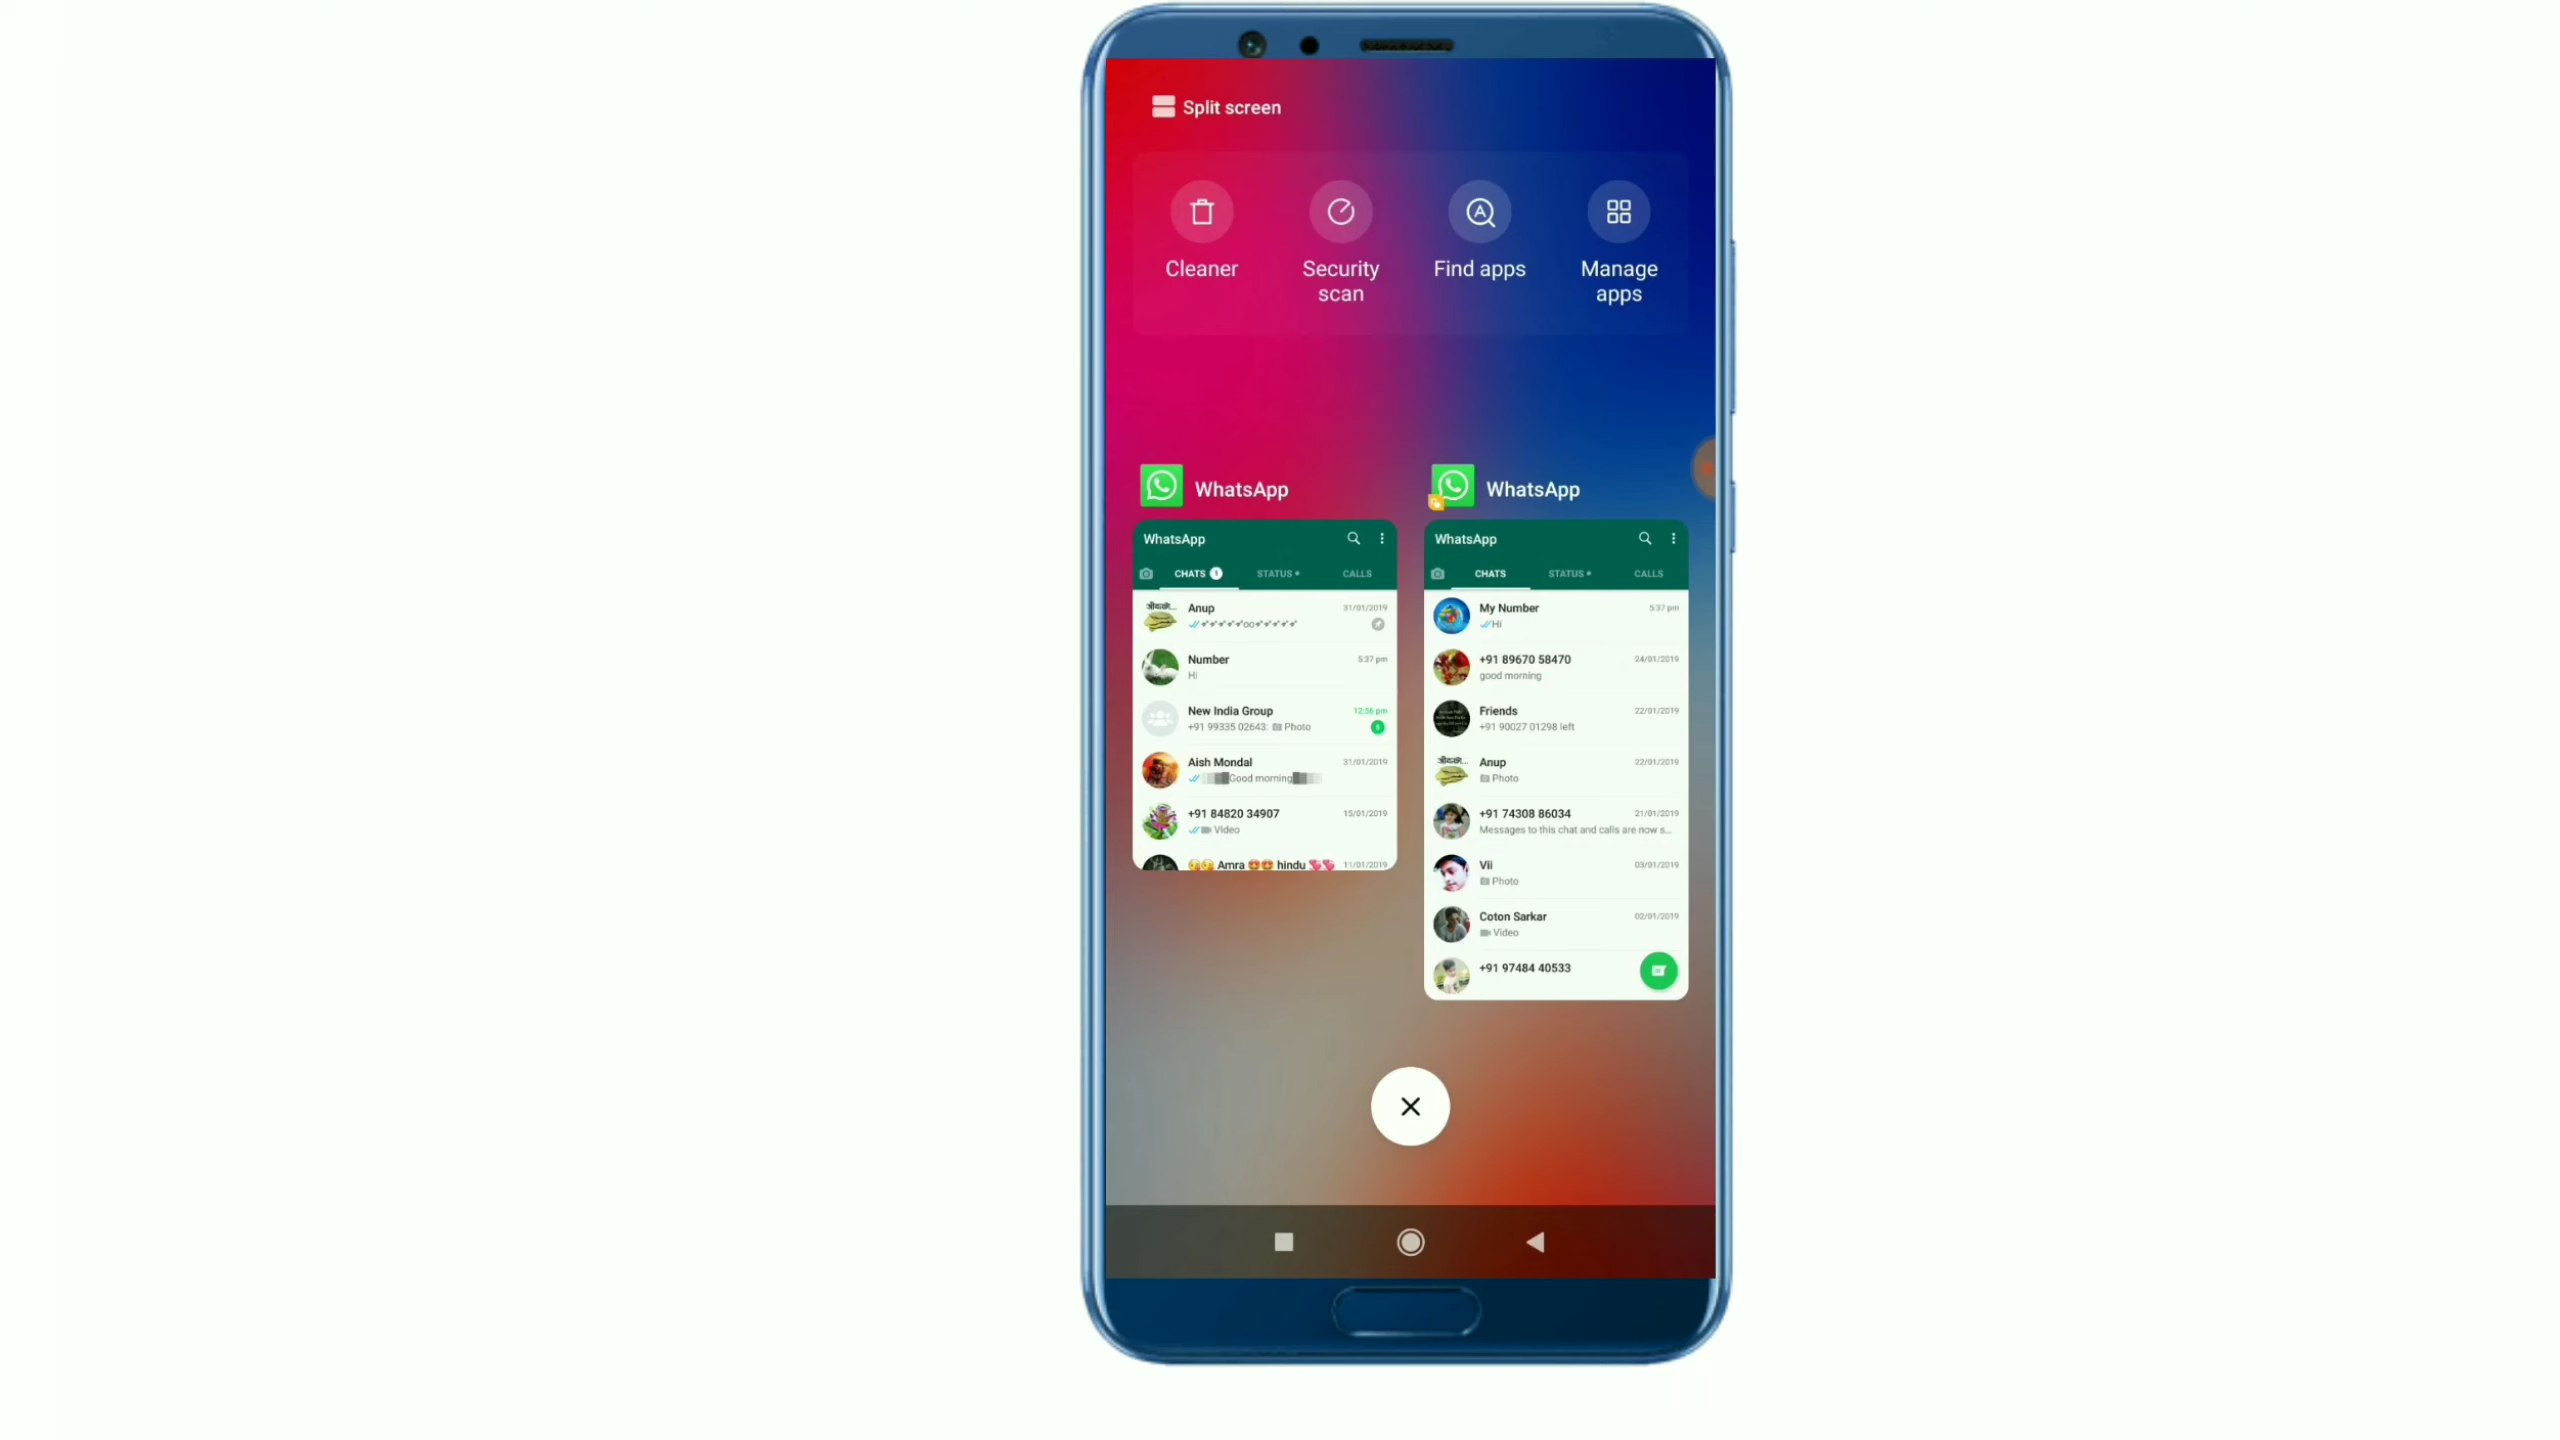 Split screen
Cleaner
Security
scan
Find apps
Manage
apps
WhatsApp
WhatsApp
CHATS 1 STATUS CALLS
Anup 31/01/2019
Number 5:37 pm
Hi
New India Group 12:56 pm
+91 99335 02643: Photo
Aish Mondal 31/01/2019
Good morning
+91 84820 34907 15/01/2019
Video
Amra hindu 11/01/2019
WhatsApp
WhatsApp
CHATS STATUS CALLS
My Number 5:37 pm
Hi
+91 89670 58470 24/01/2019
good morning
Friends 22/01/2019
+91 90027 01298 left
Anup 22/01/2019
Photo
+91 74308 86034 21/01/2019
Messages to this chat and calls are now s...
Vii 03/01/2019
Photo
Coton Sarkar 02/01/2019
Video
+91 97484 40533